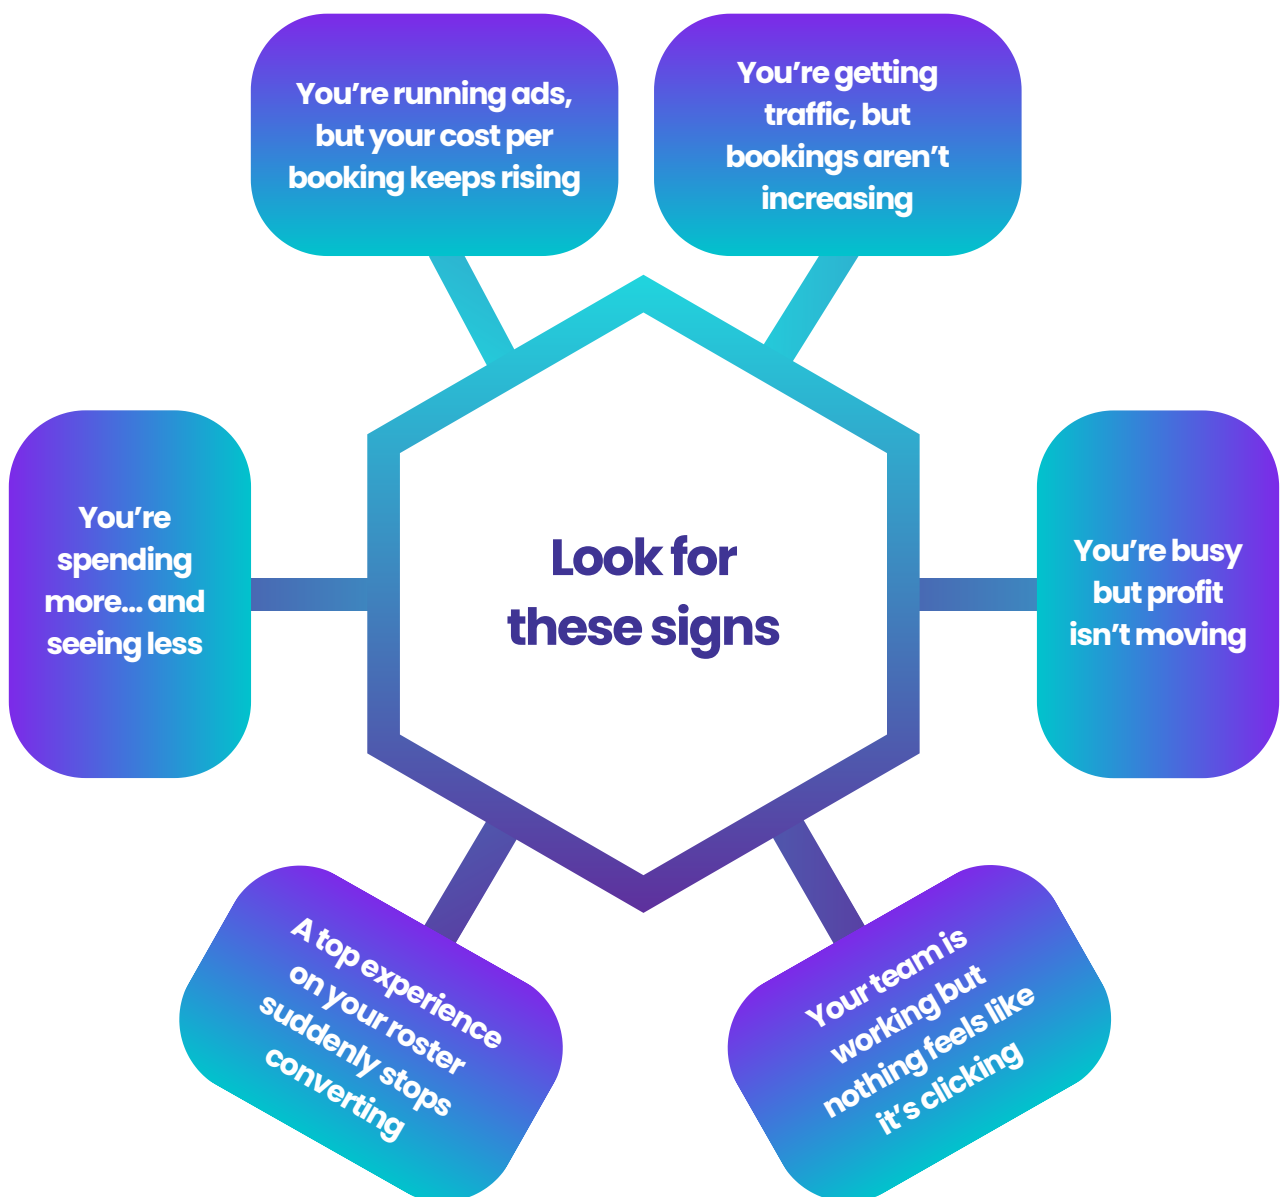 You’re running ads,
but your cost per
booking keeps rising
You’re getting
traffic, but
bookings aren’t
increasing
You’re
spending
more... and
seeing less
Look for
these signs
You’re busy
but profit
isn’t moving
A top experience
on your roster
suddenly stops
converting
Your team is
working but
nothing feels like
it’s clicking